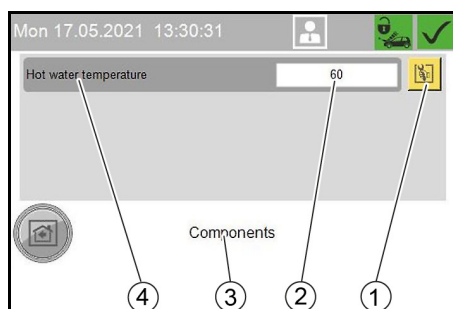 Mon 17.05.2021 13:30:31
Hot water temperature 60
Components
4 3 2 1